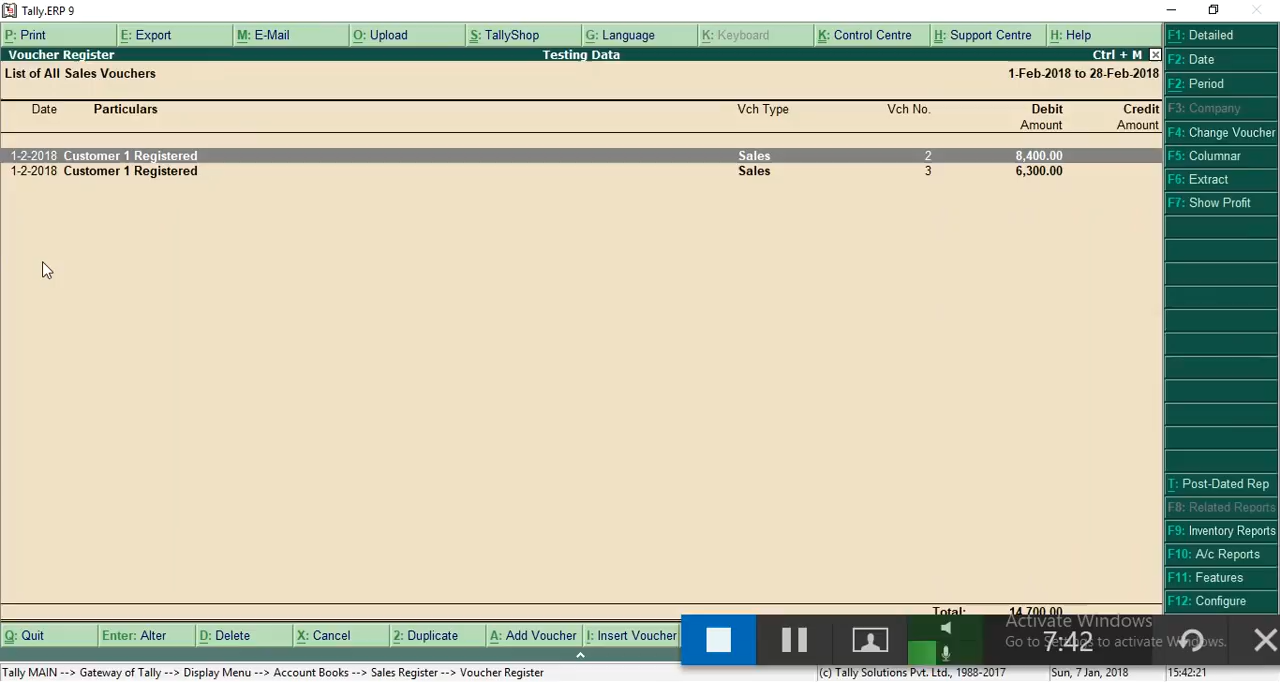 Tally.ERP 9
P: Print E: Export M: E-Mail O: Upload S: TallyShop G: Language K: Keyboard K: Control Centre H: Support Centre H: Help
Voucher Register Testing Data Ctrl + M
List of All Sales Vouchers 1-Feb-2018 to 28-Feb-2018
Date Particulars Vch Type Vch No. Debit Credit
Amount Amount
1-2-2018 Customer 1 Registered Sales 2 8,400.00
1-2-2018 Customer 1 Registered Sales 3 6,300.00
Total: 14,700.00
F1: Detailed
F2: Date
F2: Period
F3: Company
F4: Change Voucher
F5: Columnar
F6: Extract
F7: Show Profit
T: Post-Dated Rep
F8: Related Reports
F9: Inventory Reports
F10: A/c Reports
F11: Features
F12: Configure
Q: Quit Enter: Alter D: Delete X: Cancel 2: Duplicate A: Add Voucher I: Insert Voucher
Activate Windows
Go to Settings to activate Windows.
7:42
Tally MAIN --> Gateway of Tally --> Display Menu --> Account Books --> Sales Register --> Voucher Register (c) Tally Solutions Pvt. Ltd., 1988-2017 Sun, 7 Jan, 2018 15:42:21